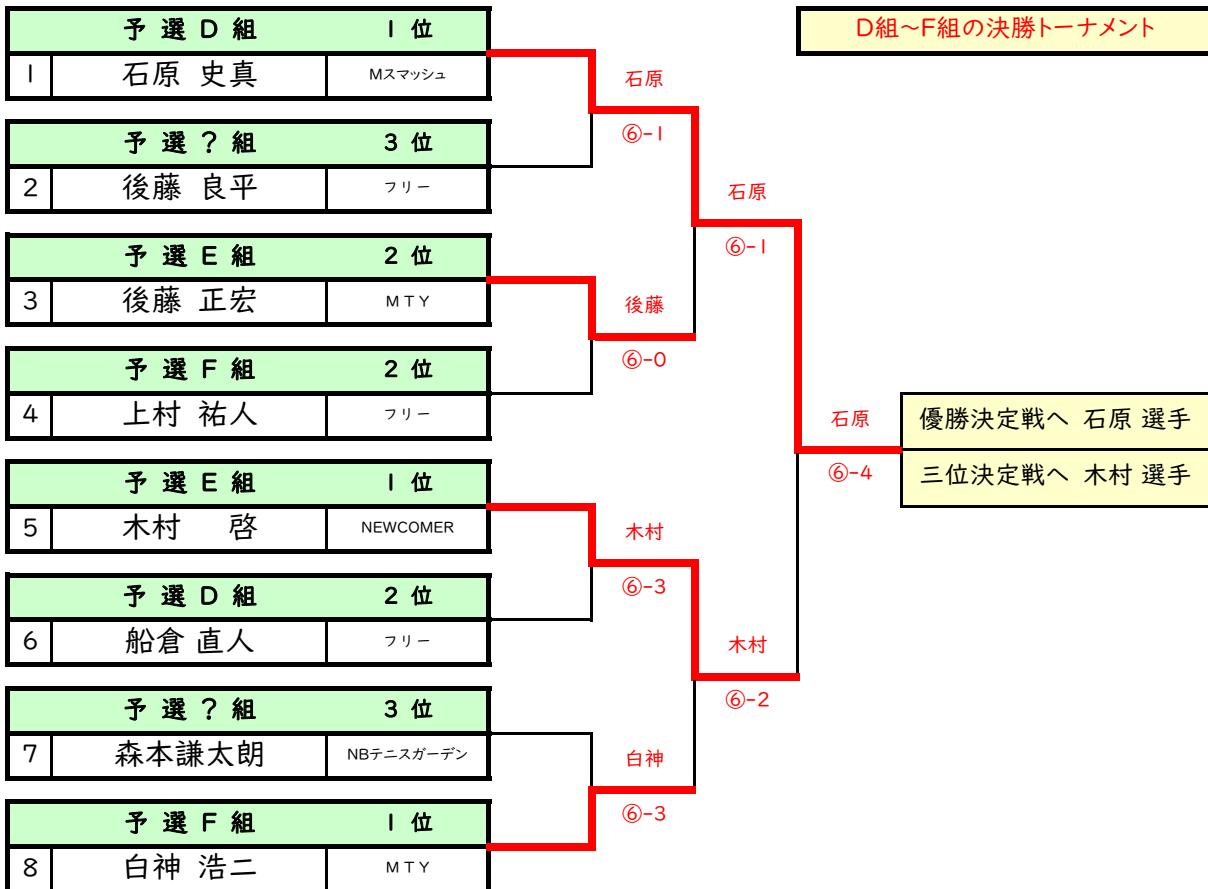 予選D組 1位
D組～F組の決勝トーナメント
1 石原 史真 Mスマッシュ
石原
⑥-1
予選?組 3位
2 後藤 良平 フリー
石原
⑥-1
予選E組 2位
3 後藤 正宏 MTY
後藤
⑥-0
予選F組 2位
4 上村 祐人 フリー
石原
⑥-4
優勝決定戦へ 石原 選手
三位決定戦へ 木村 選手
予選E組 1位
5 木村 啓 NEWCOMER
木村
⑥-3
予選D組 2位
6 船倉 直人 フリー
木村
⑥-2
予選?組 3位
7 森本謙太朗 NBテニスガーデン
白神
⑥-3
予選F組 1位
8 白神 浩二 MTY